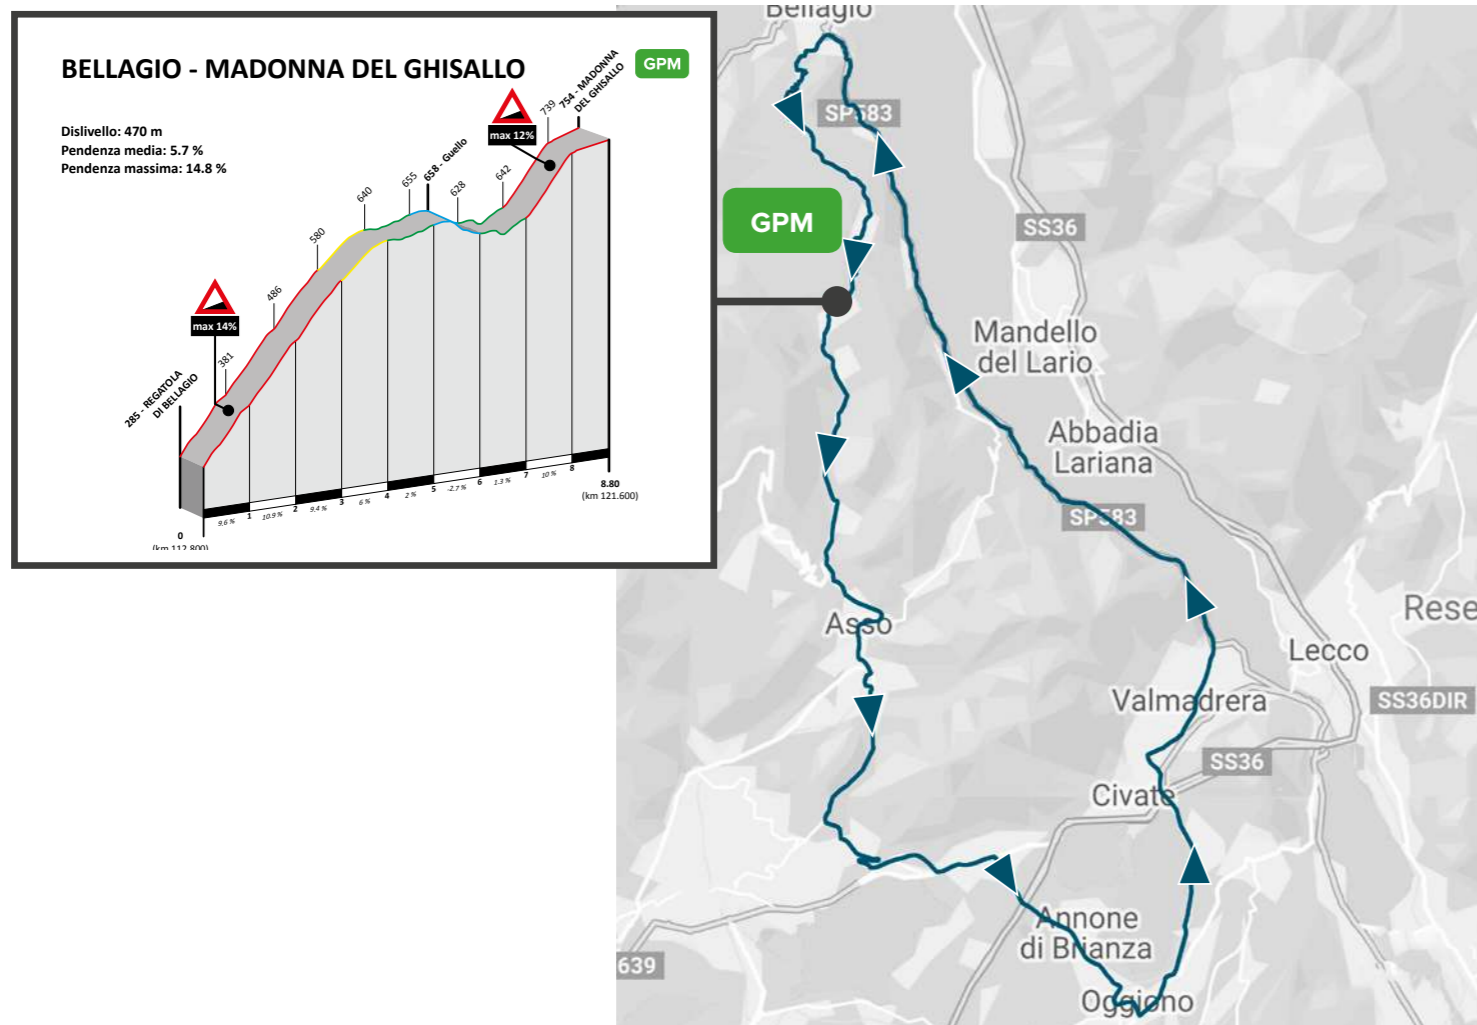 BELLAGIO - MADONNA DEL GHISALLO
GPM
Dislivello: 470 m
Pendenza media: 5.7 %
Pendenza massima: 14.8 %
285 - REGATOLA
DI BELLAGIO
max 14%
381
486
580
640
655
658 - Guello
628
642
max 12%
739
754 - MADONNA
DEL GHISALLO
0
(km 112.800)
9.6 %
1
10.9 %
2
9.4 %
3
6 %
4
2 %
5
-2.7 %
6
1.3 %
7
10 %
8
8.80
(km 121.600)
Bellagio
SP583
GPM
SS36
Mandello
del Lario
Abbadia
Lariana
SP583
Asso
Rese
Lecco
Valmadrera
SS36DIR
SS36
Civate
Annone
di Brianza
639
Oggiono